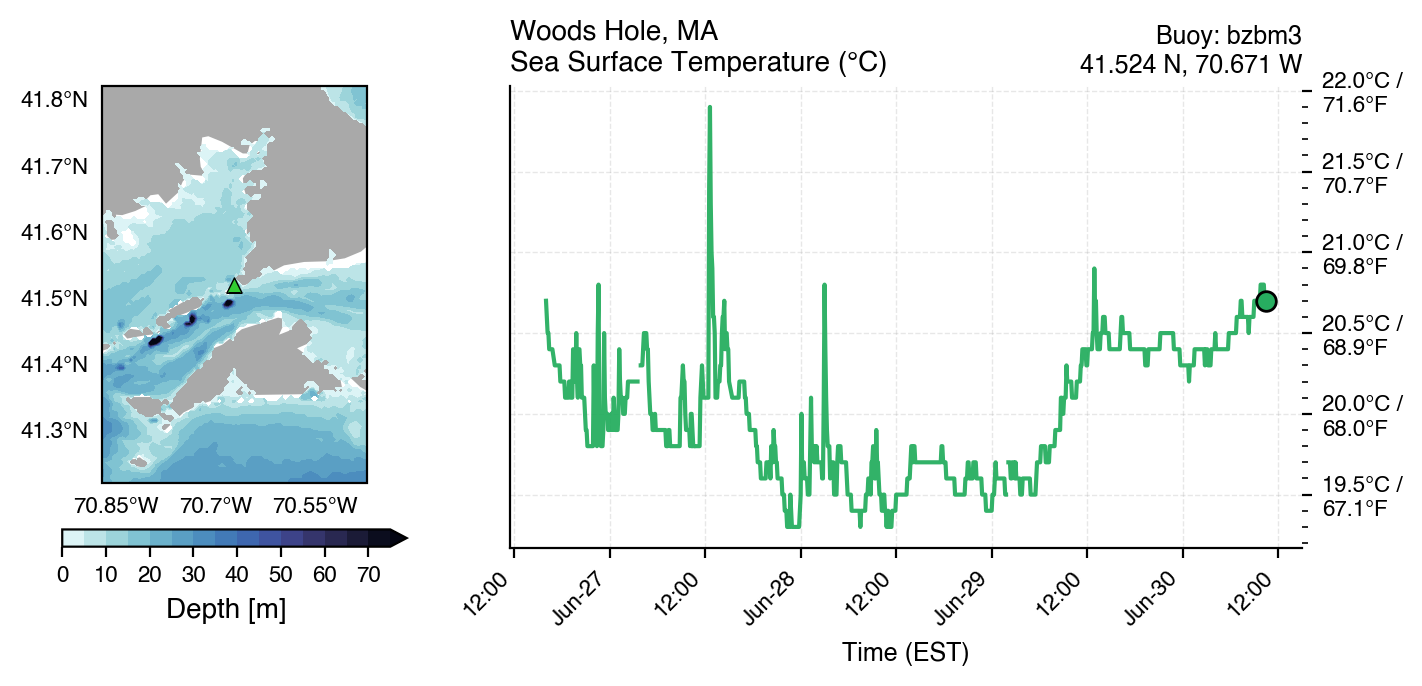 Woods Hole, MA
Sea Surface Temperature (°C)
Buoy: bzbm3
41.524 N, 70.671 W
41.8°N
41.7°N
41.6°N
41.5°N
41.4°N
41.3°N
70.85°W
70.7°W
70.55°W
0
10
20
30
40
50
60
70
Depth [m]
22.0°C /
71.6°F
21.5°C /
70.7°F
21.0°C /
69.8°F
20.5°C /
68.9°F
20.0°C /
68.0°F
19.5°C /
67.1°F
12:00
Jun-27
12:00
Jun-28
12:00
Jun-29
12:00
Jun-30
12:00
Time (EST)